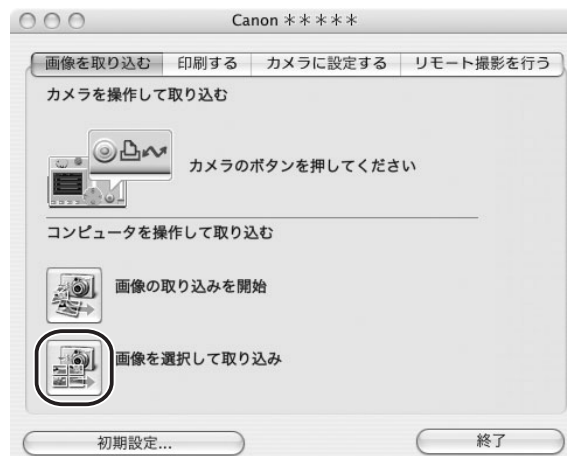 Canon ＊＊＊＊＊
画像を取り込む 印刷する カメラに設定する リモート撮影を行う
カメラを操作して取り込む
カメラのボタンを押してください
コンピュータを操作して取り込む
画像の取り込みを開始
画像を選択して取り込み
初期設定... 終了